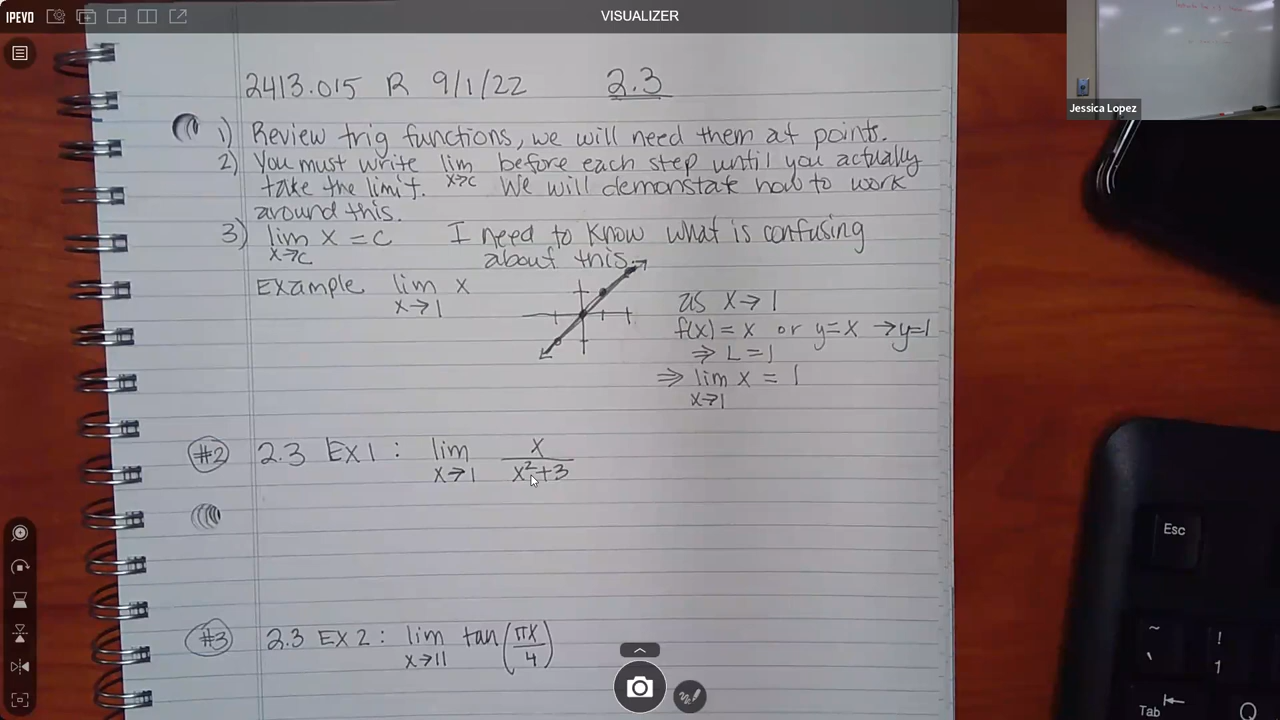 IPEVO
VISUALIZER
Jessica Lopez
2413.015 R 9/1/22 2.3
1) Review trig functions, we will need them at points.
2) You must write lim x→c before each step until you actually
take the limit. We will demonstate how to work
around this.
3) lim x→c x = c I need to know what is confusing
about this.
Example lim x→1 x
as x→1
f(x) = x or y=x →y=1
⇒ L = 1
⇒ lim x→1 x = 1
#2 2.3 EX 1 : lim x→1 x/(x²+3)
#3 2.3 EX 2 : lim x→11 tan(πx/4)
Esc
~ `
! 1
Tab
Q